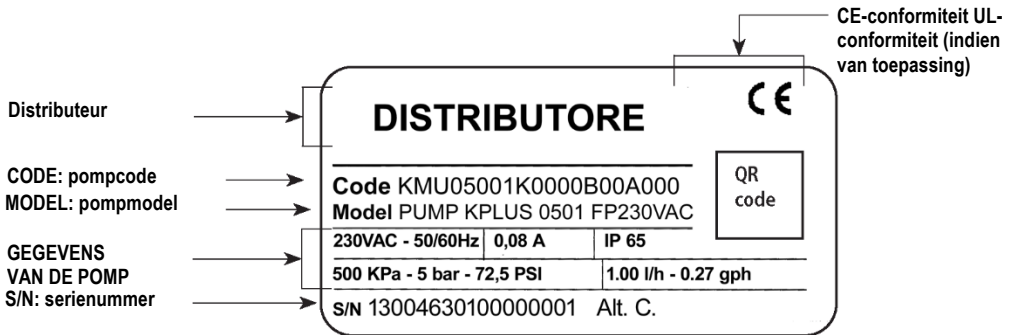 CE-conformiteit UL-
conformiteit (indien
van toepassing)
Distributeur
DISTRIBUTORE
CE
CODE: pompcode
MODEL: pompmodel
Code KMU05001K0000B00A000
Model PUMP KPLUS 0501 FP230VAC
QR
code
GEGEVENS
VAN DE POMP
S/N: serienummer
230VAC - 50/60Hz 0,08 A IP 65
500 KPa - 5 bar - 72,5 PSI 1.00 l/h - 0.27 gph
S/N 13004630100000001 Alt. C.